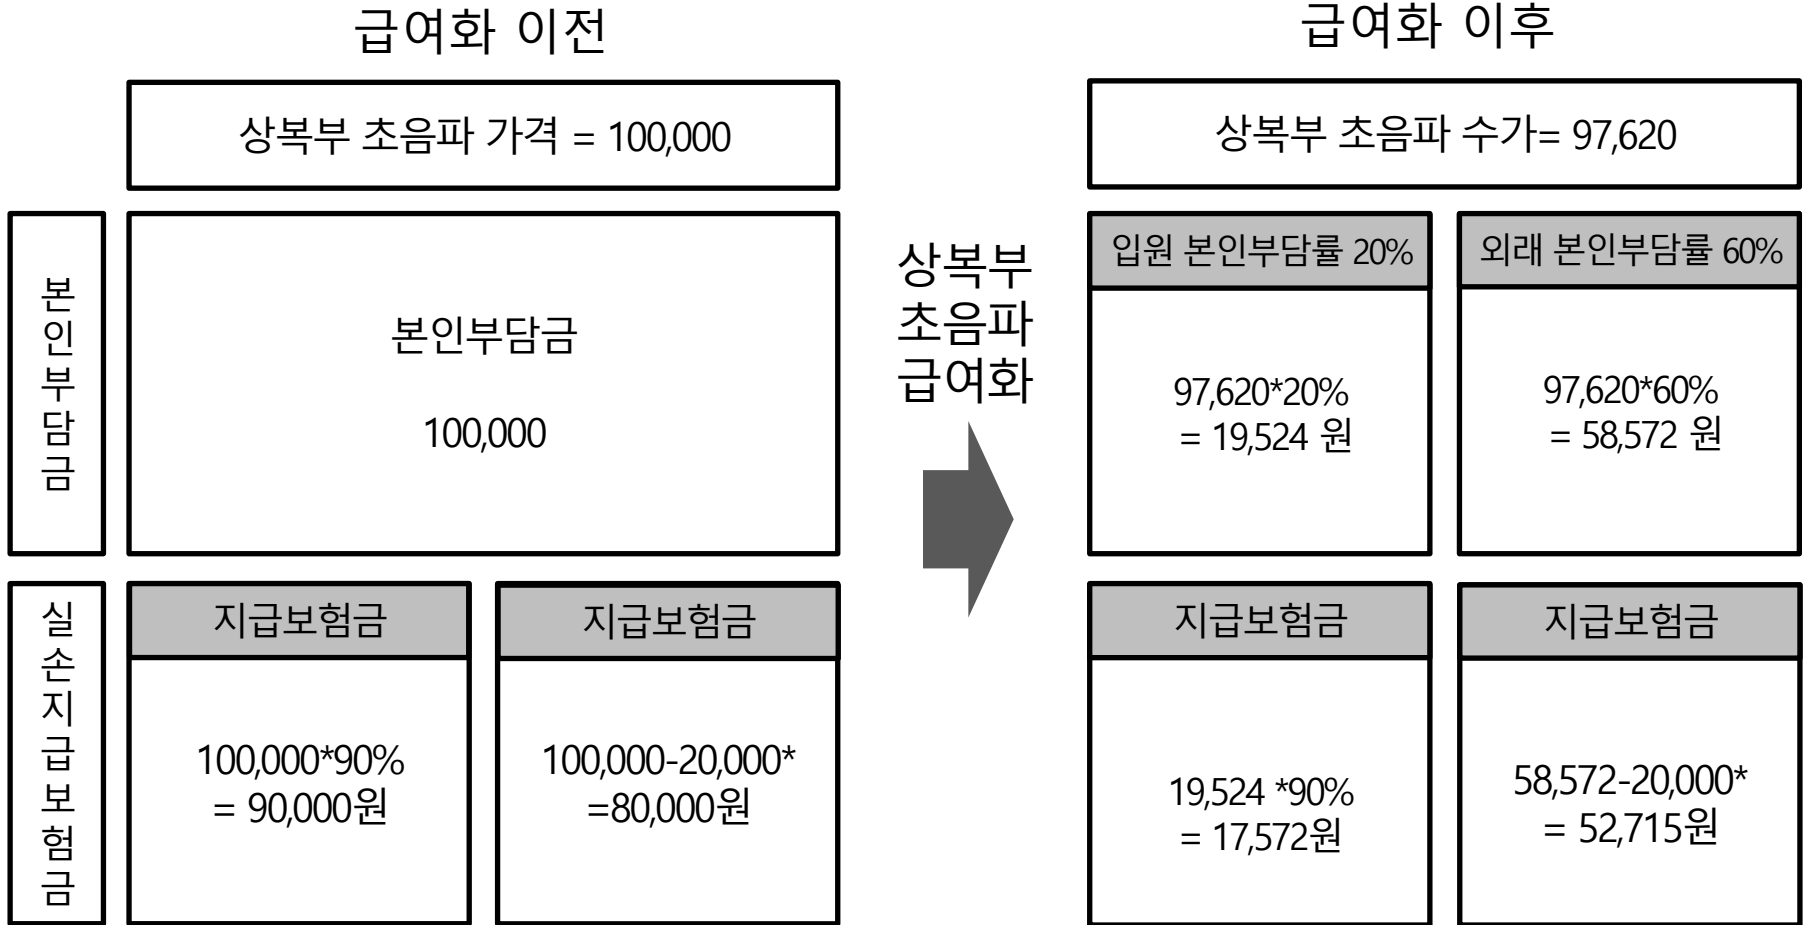 급여화 이전
상복부 초음파 가격 = 100,000
본인부담금
본인부담금
100,000
실손지급보험금
지급보험금
100,000*90%
= 90,000원
지급보험금
100,000-20,000*
=80,000원
상복부
초음파
급여화
급여화 이후
상복부 초음파 수가= 97,620
입원 본인부담률 20%
97,620*20%
= 19,524 원
외래 본인부담률 60%
97,620*60%
= 58,572 원
지급보험금
19,524 *90%
= 17,572원
지급보험금
58,572-20,000*
= 52,715원